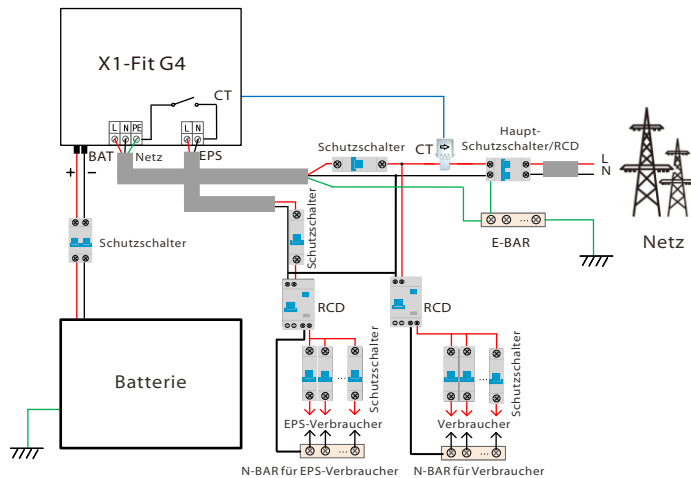 X1-Fit G4
CT
L N PE
L N
BAT
Netz
EPS
+
−
Schutzschalter
CT
Haupt-
Schutzschalter/RCD
L
N
Netz
E-BAR
Schutzschalter
Schutzschalter
RCD
RCD
Batterie
...
Schutzschalter
...
Schutzschalter
EPS-Verbraucher
Verbraucher
...
...
N-BAR für EPS-Verbraucher
N-BAR für Verbraucher